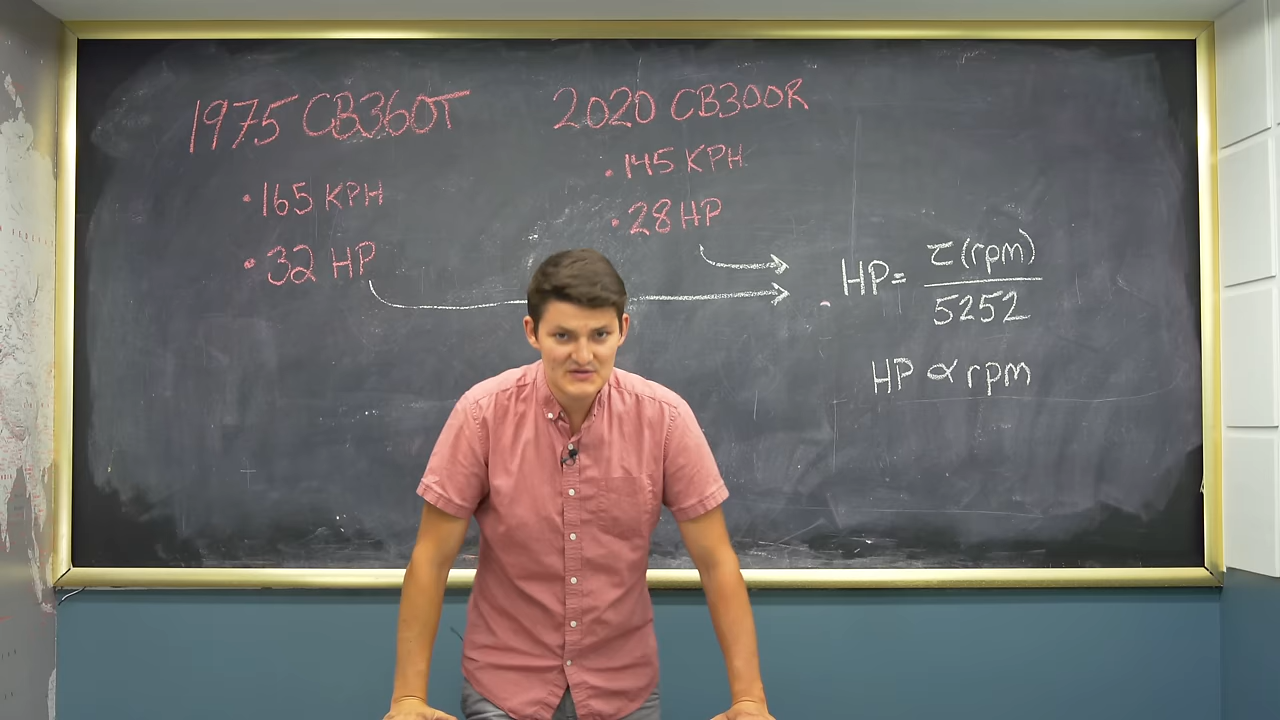 1975 CB360T
• 165 KPH
• 32 HP
2020 CB300R
• 145 KPH
• 28 HP
HP = τ(rpm)
5252
HP ∝ rpm